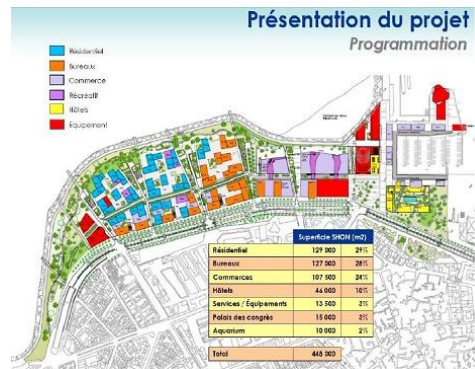 Présentation du projet
Programmation
Résidentiel
Bureaux
Commerce
Récréatif
Hôtels
Equipement
Superficie SHON (m2)
Résidentiel 129 000 29%
Bureaux 127 000 28%
Commerces 107 500 24%
Hôtels 46 000 10%
Services / Équipements 13 500 3%
Palais des congrès 15 000 3%
Aquarium 10 000 2%
Total 448 000